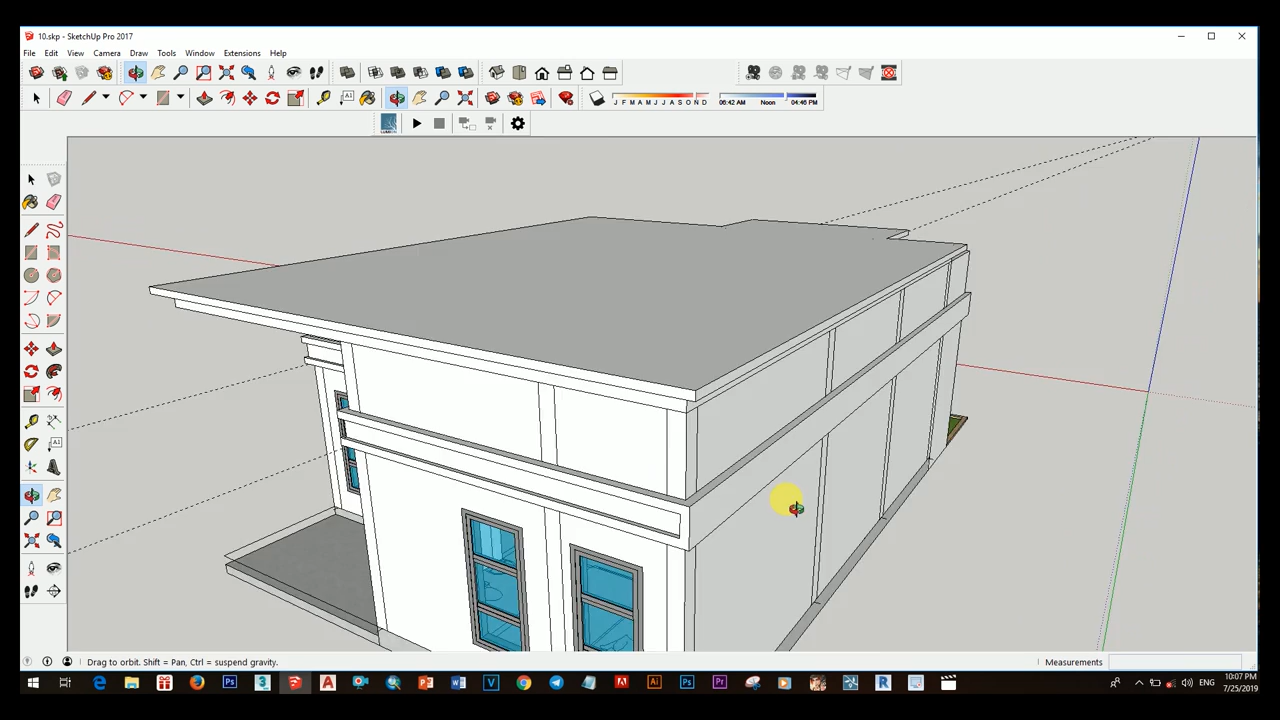 10.skp - SketchUp Pro 2017
File Edit View Camera Draw Tools Window Extensions Help
J F M A M J J A S O N D 06:42 AM Noon 04:46 PM
Drag to orbit. Shift = Pan, Ctrl = suspend gravity.
Measurements
ENG
10:07 PM
7/25/2019